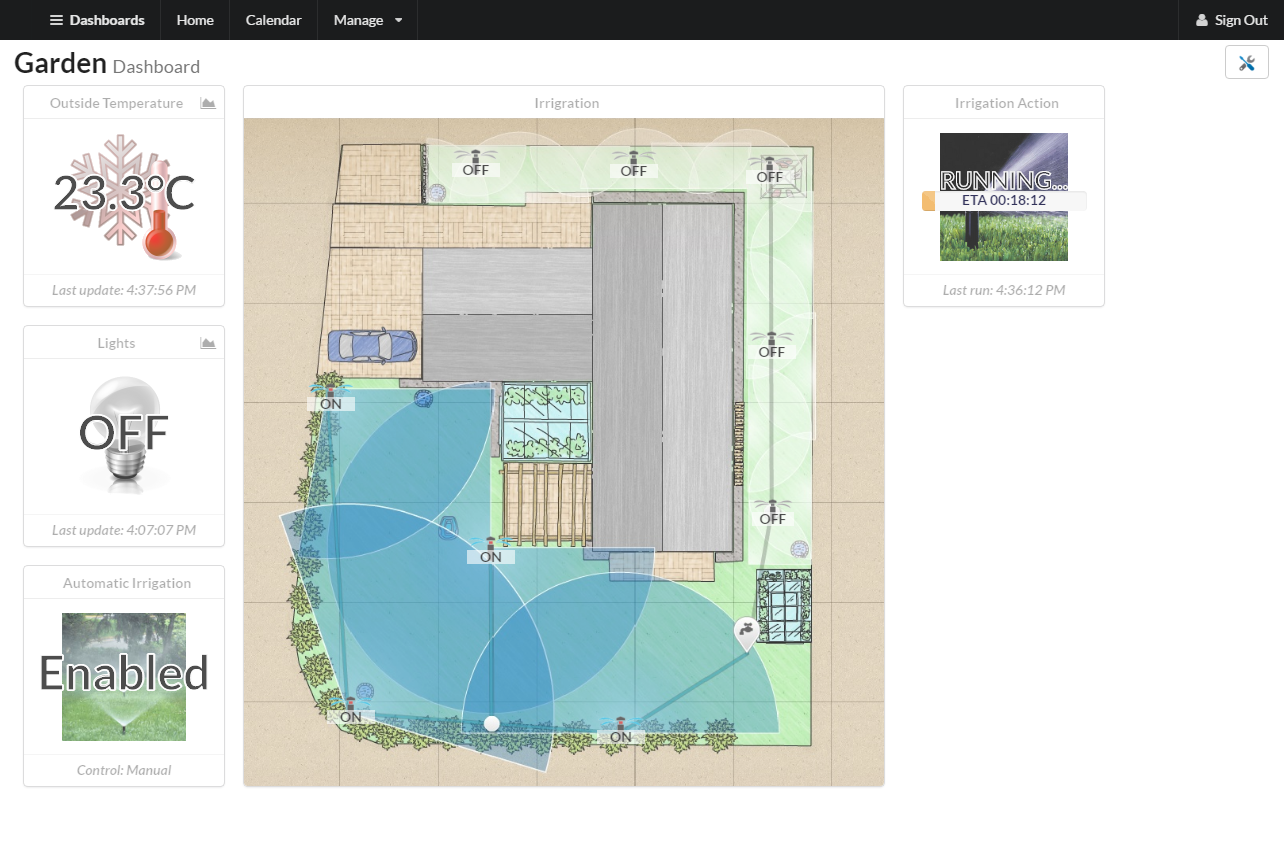 Dashboards Home Calendar Manage Sign Out
Garden Dashboard
Outside Temperature
23.3°C
Last update: 4:37:56 PM
Lights
OFF
Last update: 4:07:07 PM
Automatic Irrigation
Enabled
Control: Manual
Irrigration
OFF
OFF
OFF
OFF
ON
OFF
ON
ON
ON
Irrigation Action
RUNNING...
ETA 00:18:12
Last run: 4:36:12 PM